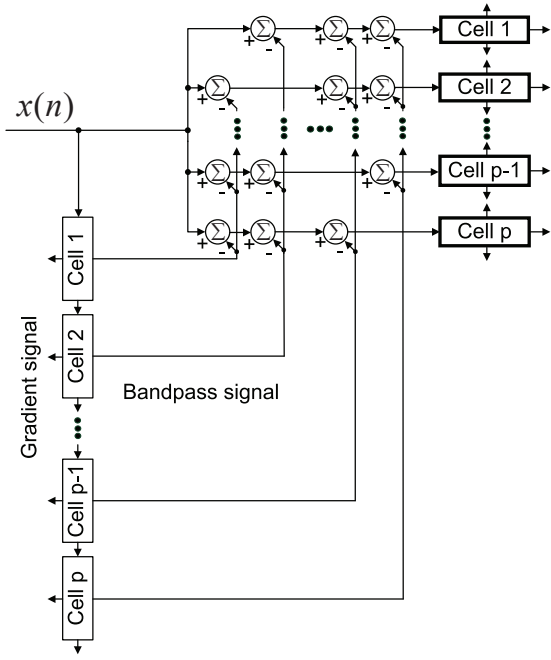 Σ Σ Σ Cell 1
+ - + - + -
Σ Σ Σ Cell 2
+ - + - + -
x(n)
Σ Σ Σ Cell p-1
+ - + - + -
Σ Σ Σ Cell p
+ - + - + -
Cell 1
Cell 2
Gradient signal
Bandpass signal
Cell p-1
Cell p